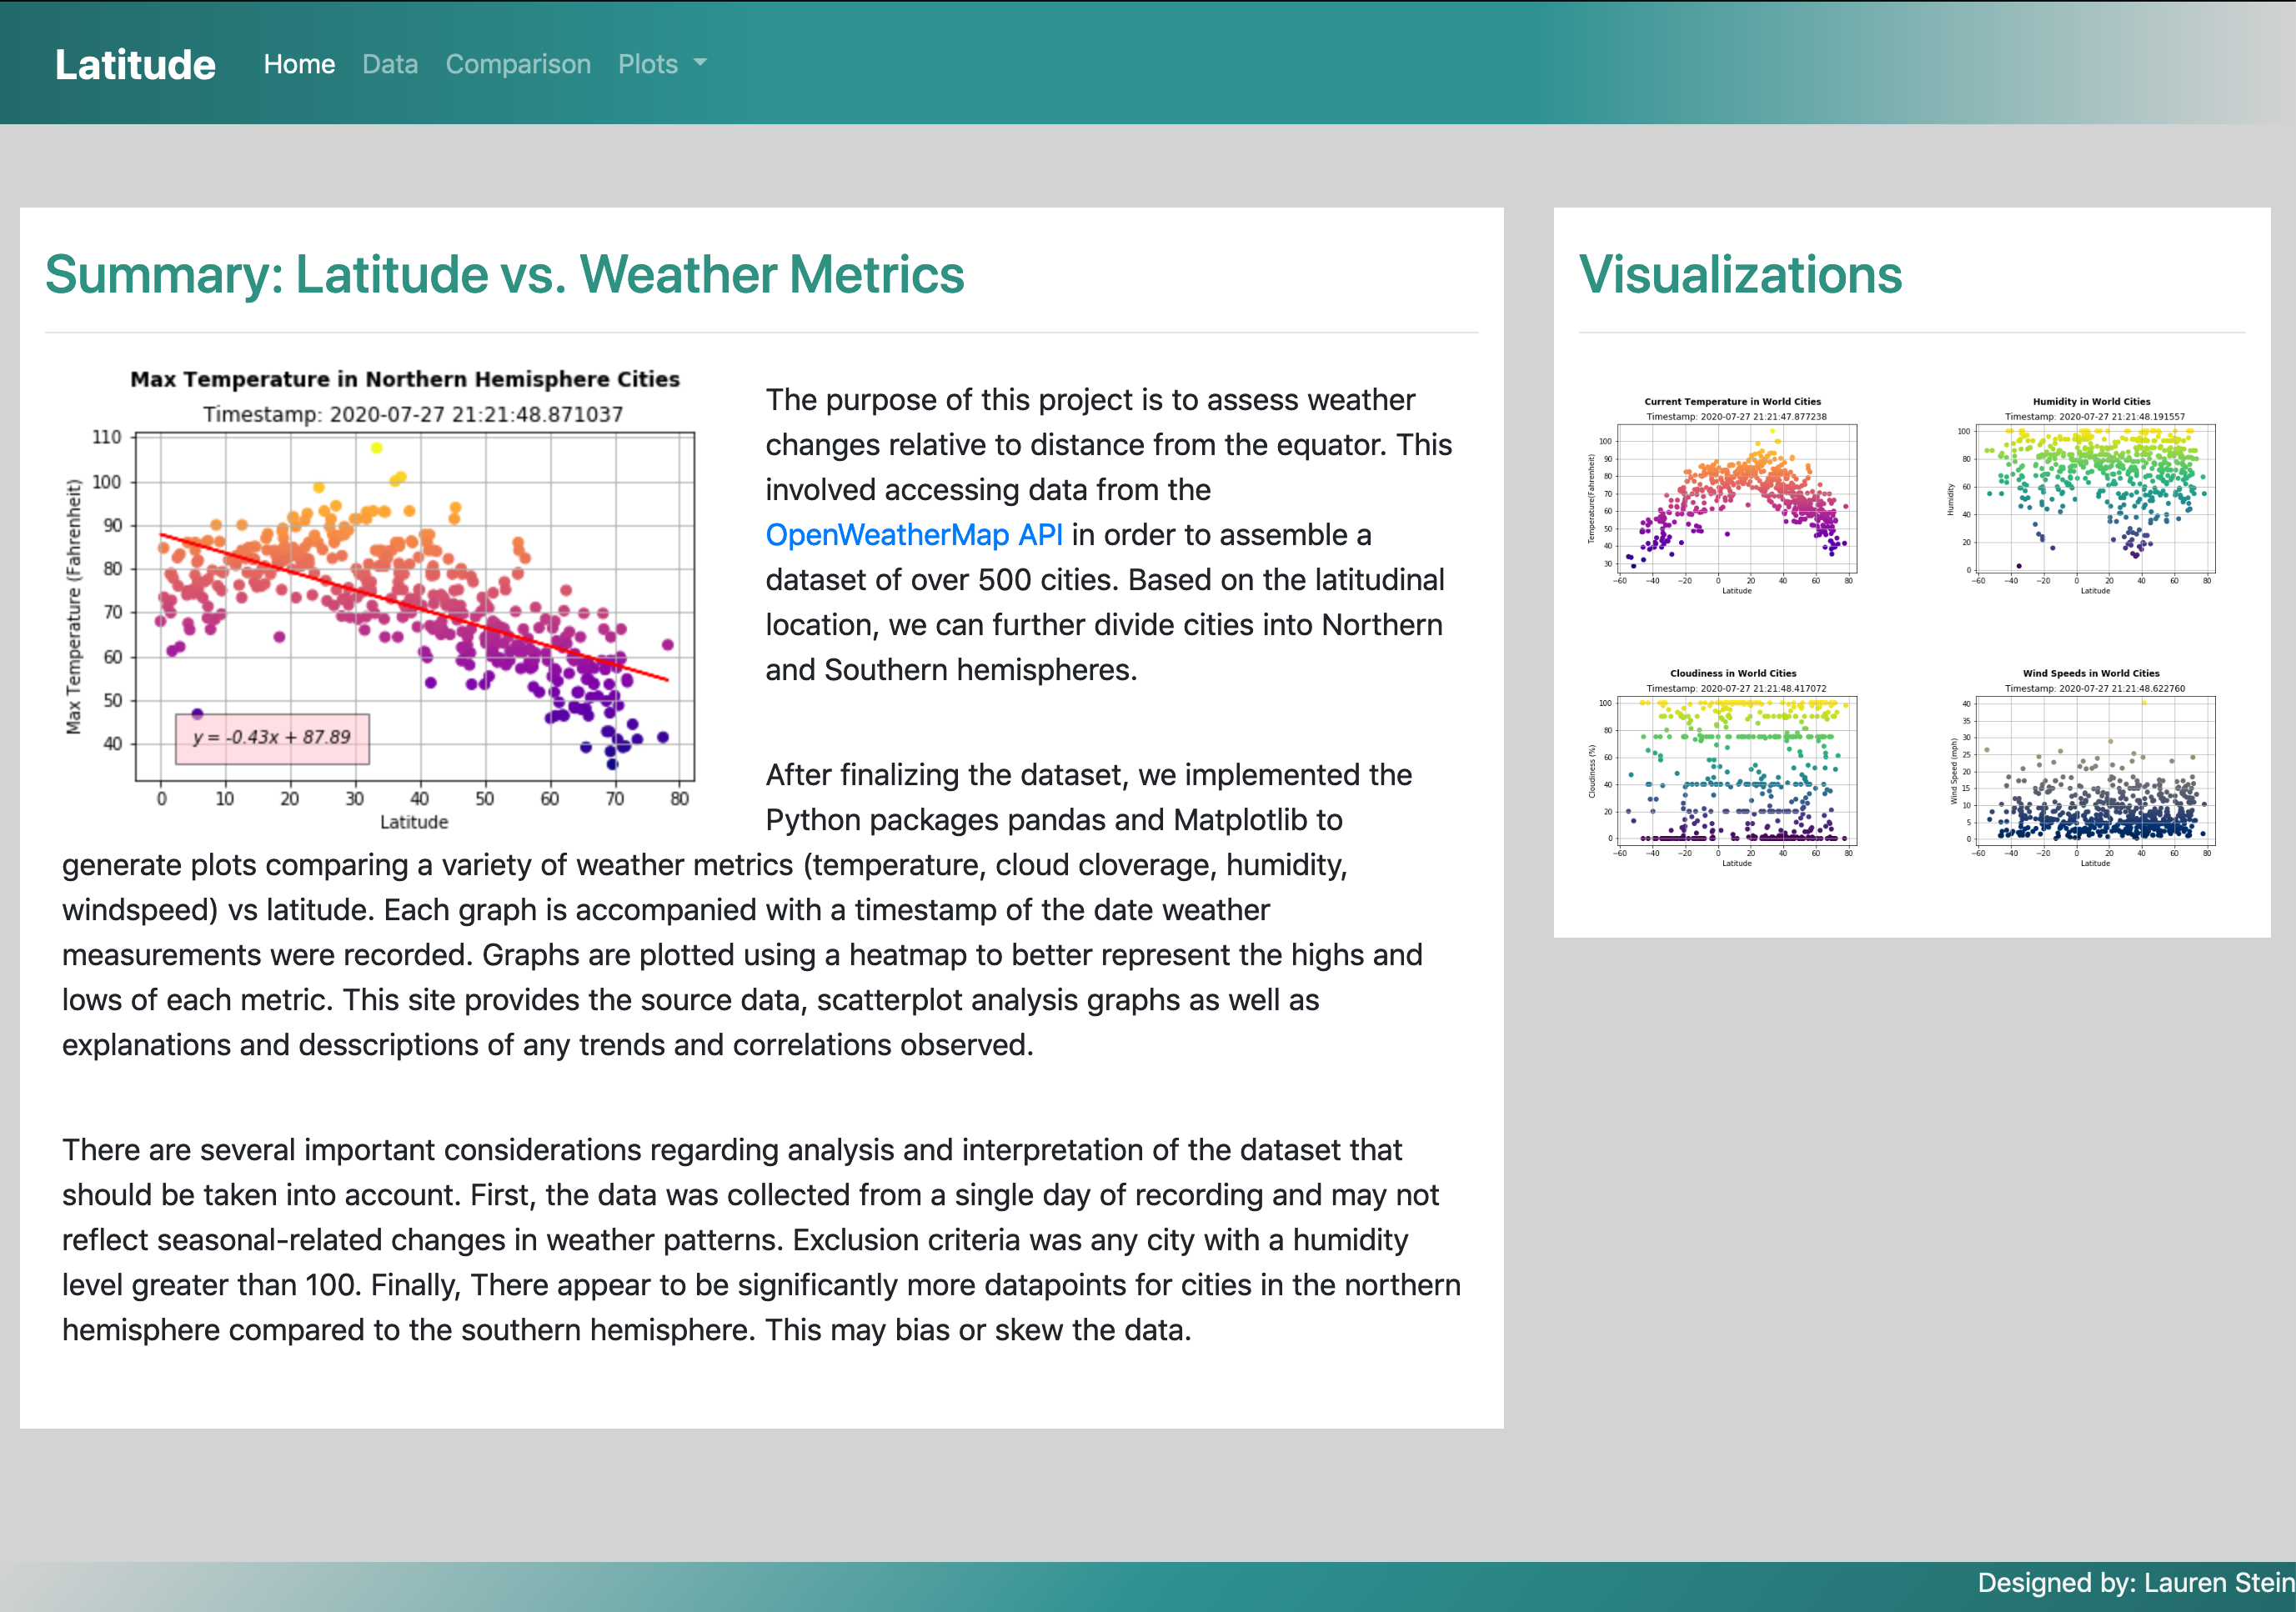 Latitude Home Data Comparison Plots
Summary: Latitude vs. Weather Metrics
Max Temperature in Northern Hemisphere Cities
Timestamp: 2020-07-27 21:21:48.871037
110
100
90
80
70
60
50
40
Max Temperature (Fahrenheit)
y = -0.43x + 87.89
0 10 20 30 40 50 60 70 80
Latitude
The purpose of this project is to assess weather
changes relative to distance from the equator. This
involved accessing data from the
OpenWeatherMap API in order to assemble a
dataset of over 500 cities. Based on the latitudinal
location, we can further divide cities into Northern
and Southern hemispheres.
After finalizing the dataset, we implemented the
Python packages pandas and Matplotlib to
generate plots comparing a variety of weather metrics (temperature, cloud cloverage, humidity,
windspeed) vs latitude. Each graph is accompanied with a timestamp of the date weather
measurements were recorded. Graphs are plotted using a heatmap to better represent the highs and
lows of each metric. This site provides the source data, scatterplot analysis graphs as well as
explanations and desscriptions of any trends and correlations observed.
There are several important considerations regarding analysis and interpretation of the dataset that
should be taken into account. First, the data was collected from a single day of recording and may not
reflect seasonal-related changes in weather patterns. Exclusion criteria was any city with a humidity
level greater than 100. Finally, There appear to be significantly more datapoints for cities in the northern
hemisphere compared to the southern hemisphere. This may bias or skew the data.
Visualizations
Current Temperature in World Cities
Timestamp: 2020-07-27 21:21:47.877238
100
90
80
70
60
50
40
30
Temperature(Fahrenheit)
−60 −40 −20 0 20 40 60 80
Latitude
Humidity in World Cities
Timestamp: 2020-07-27 21:21:48.191557
100
80
60
40
20
0
Humidity
−60 −40 −20 0 20 40 60 80
Latitude
Cloudiness in World Cities
Timestamp: 2020-07-27 21:21:48.417072
100
80
60
40
20
0
Cloudiness (%)
−60 −40 −20 0 20 40 60 80
Latitude
Wind Speeds in World Cities
Timestamp: 2020-07-27 21:21:48.622760
40
35
30
25
20
15
10
5
0
Wind Speed (mph)
−60 −40 −20 0 20 40 60 80
Latitude
Designed by: Lauren Stein